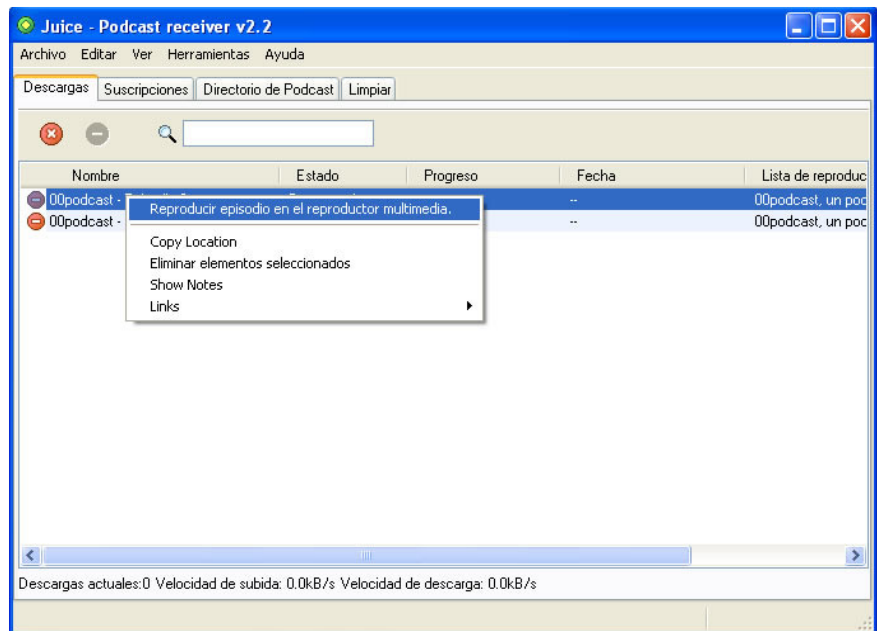 Juice - Podcast receiver v2.2
Archivo Editar Ver Herramientas Ayuda
Descargas Suscripciones Directorio de Podcast Limpiar
Nombre Estado Progreso Fecha Lista de reproduc
00podcast - -- 00podcast, un poc
00podcast - -- 00podcast, un poc
Reproducir episodio en el reproductor multimedia.
Copy Location
Eliminar elementos seleccionados
Show Notes
Links
Descargas actuales:0 Velocidad de subida: 0.0kB/s Velocidad de descarga: 0.0kB/s